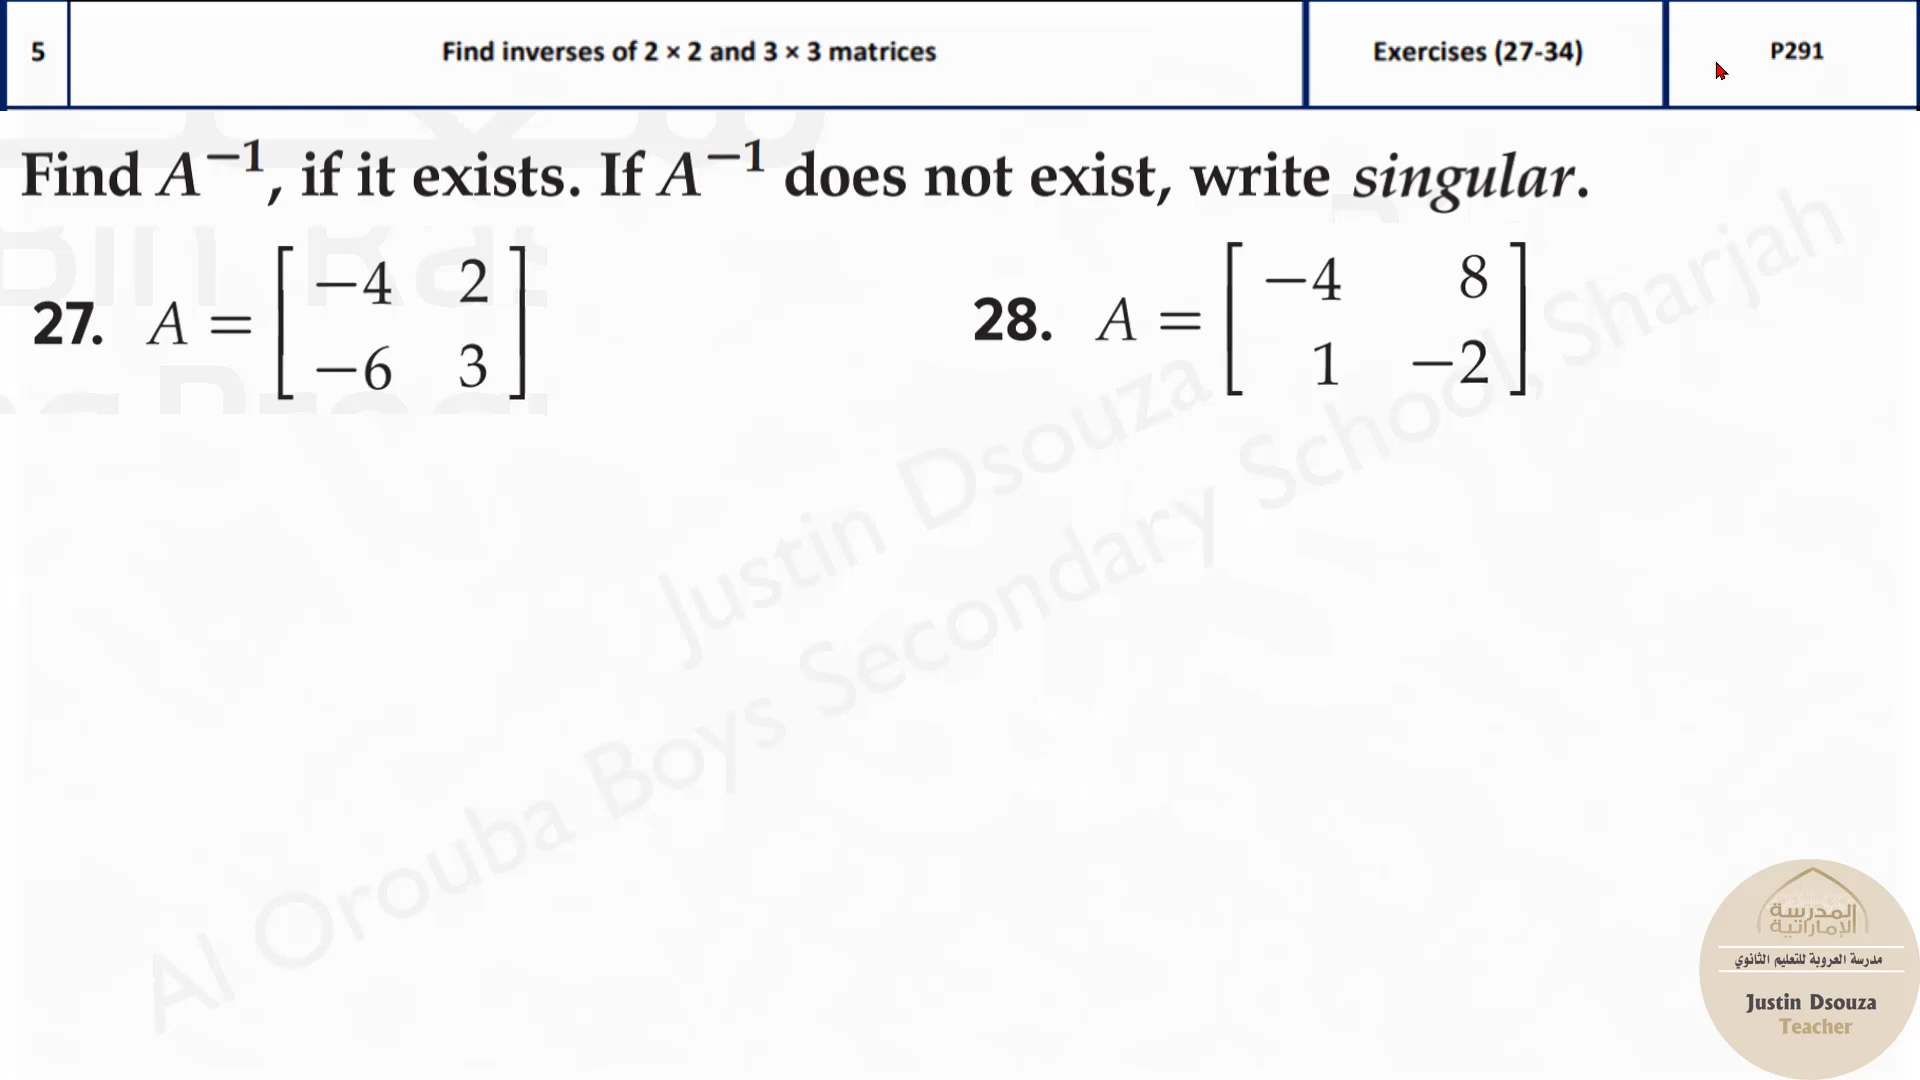 5 Find inverses of 2 × 2 and 3 × 3 matrices Exercises (27-34) P291
Find A⁻¹, if it exists. If A⁻¹ does not exist, write singular.
27. A = [ −4 2
−6 3 ]
28. A = [ −4 8
1 −2 ]
Justin Dsouza
Al Orouba Boys Secondary School, Sharjah
المدرسة
الإماراتية
مدرسة العروبة للتعليم الثانوي
Justin Dsouza
Teacher